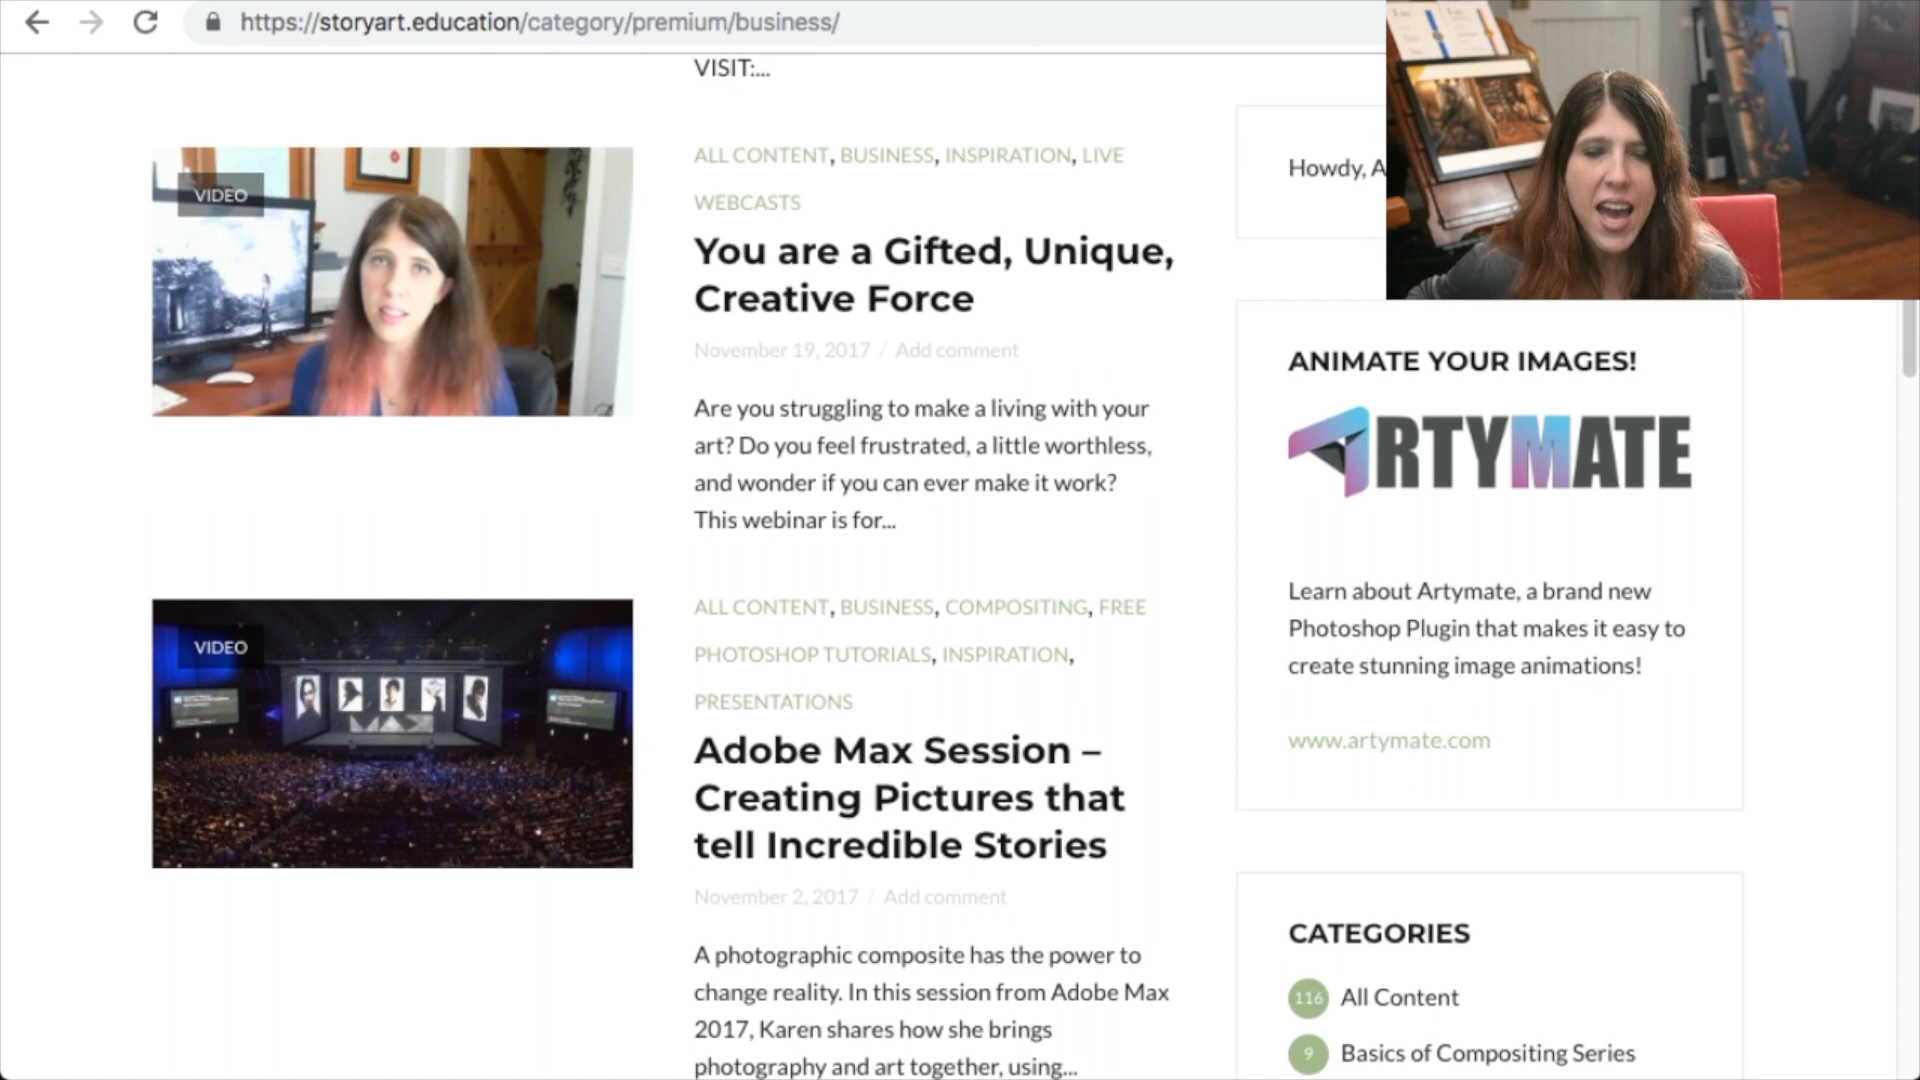 https://storyart.education/category/premium/business/
VISIT:...
VIDEO
ALL CONTENT, BUSINESS, INSPIRATION, LIVE
WEBCASTS
You are a Gifted, Unique,
Creative Force
November 19, 2017 / Add comment
Are you struggling to make a living with your
art? Do you feel frustrated, a little worthless,
and wonder if you can ever make it work?
This webinar is for...
VIDEO
ALL CONTENT, BUSINESS, COMPOSITING, FREE
PHOTOSHOP TUTORIALS, INSPIRATION,
PRESENTATIONS
Adobe Max Session –
Creating Pictures that
tell Incredible Stories
November 2, 2017 / Add comment
A photographic composite has the power to
change reality. In this session from Adobe Max
2017, Karen shares how she brings
photography and art together, using...
Howdy, A
ANIMATE YOUR IMAGES!
ARTYMATE
Learn about Artymate, a brand new
Photoshop Plugin that makes it easy to
create stunning image animations!
www.artymate.com
CATEGORIES
116 All Content
9 Basics of Compositing Series